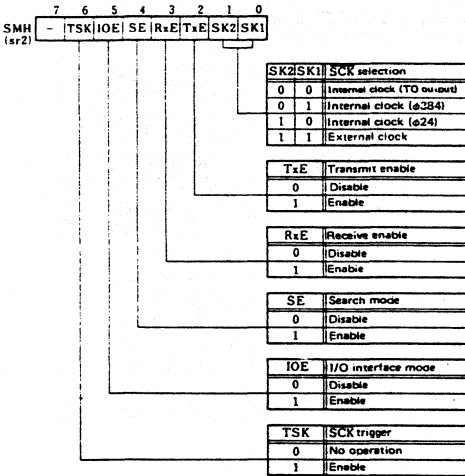 7 6 5 4 3 2 1 0
SMH (sr2) - TSK IOE SE RxE TxE SK2 SK1
SK2 SK1 SCK selection
0 0 Internal clock (TO output)
0 1 Internal clock (φ384)
1 0 Internal clock (φ24)
1 1 External clock
TxE Transmit enable
0 Disable
1 Enable
RxE Receive enable
0 Disable
1 Enable
SE Search mode
0 Disable
1 Enable
IOE I/O interface mode
0 Disable
1 Enable
TSK SCK trigger
0 No operation
1 Enable